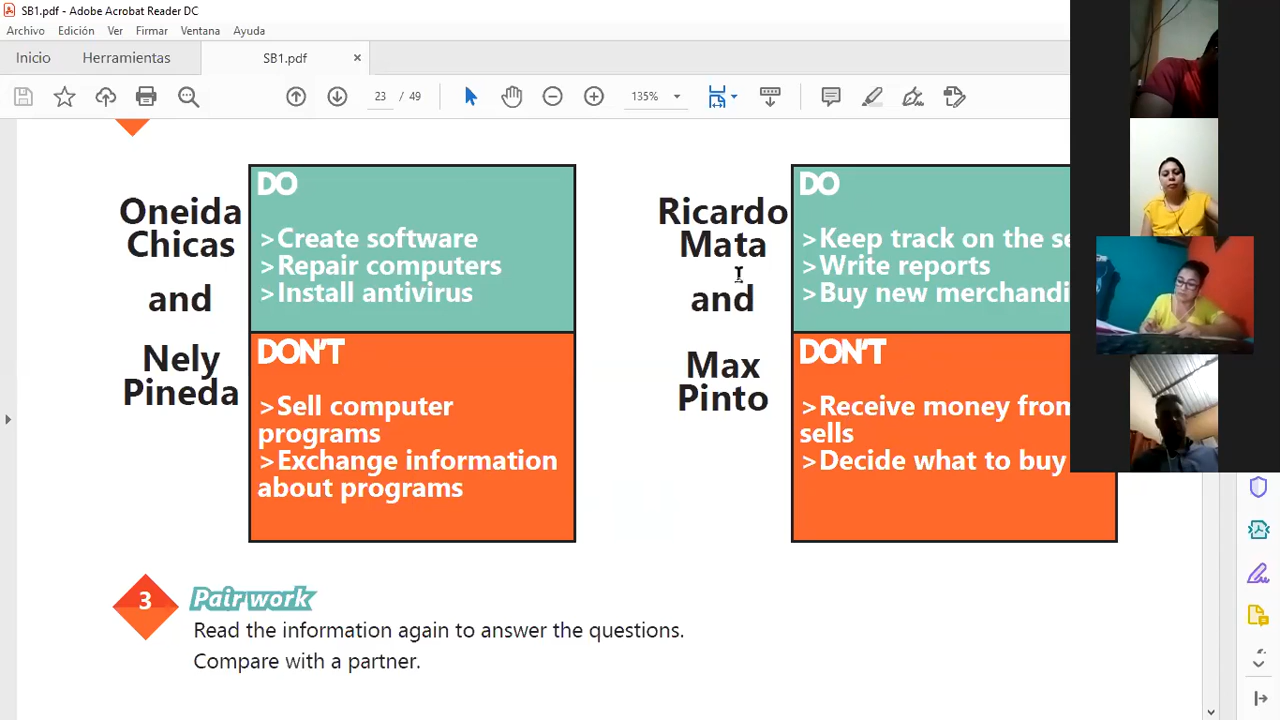 SB1.pdf - Adobe Acrobat Reader DC
Archivo Edición Ver Firmar Ventana Ayuda
Inicio Herramientas SB1.pdf ×
23 / 49 135%
Oneida
Chicas
and
Nely
Pineda
DO
>Create software
>Repair computers
>Install antivirus
DON'T
>Sell computer
programs
>Exchange information
about programs
Ricardo
Mata
and
Max
Pinto
DO
>Keep track on the
>Write reports
>Buy new
DON'T
>Receive money
sells
>Decide what to buy
3 Pair work
Read the information again to answer the questions.
Compare with a partner.